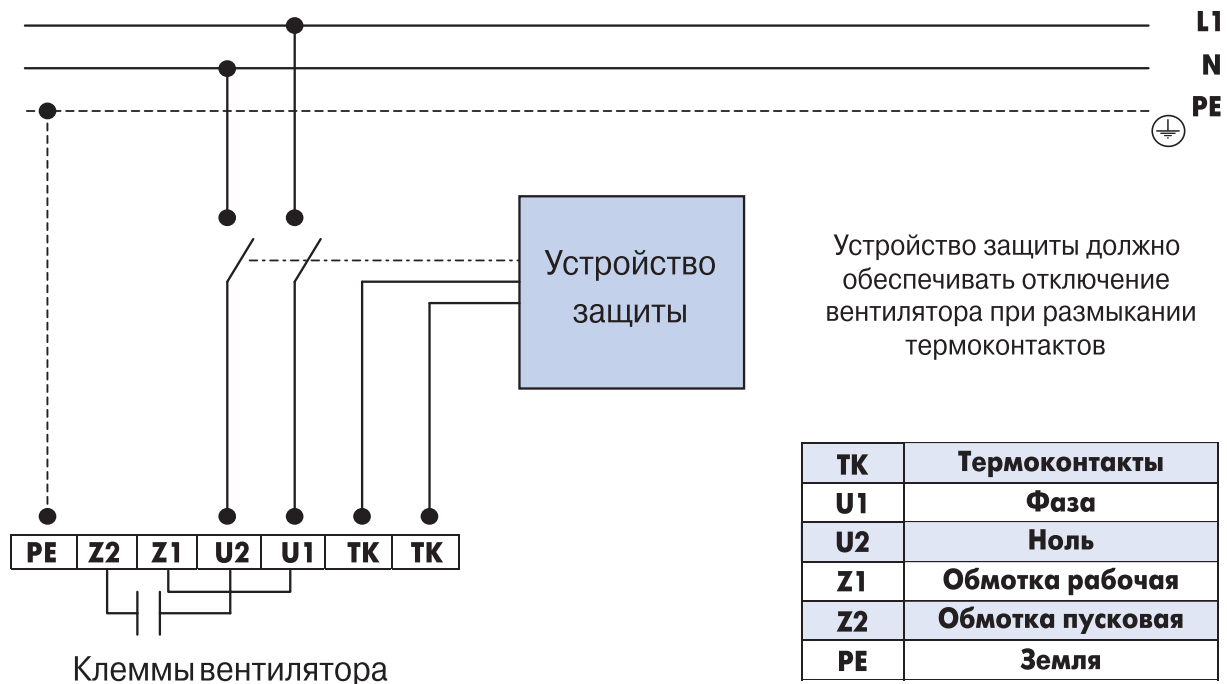 L1
N
PE
Устройство
защиты
Устройство защиты должно
обеспечивать отключение
вентилятора при размыкании
термоконтактов
PE Z2 Z1 U2 U1 TK TK
Клеммы вентилятора
TK Термоконтакты
U1 Фаза
U2 Ноль
Z1 Обмотка рабочая
Z2 Обмотка пусковая
PE Земля